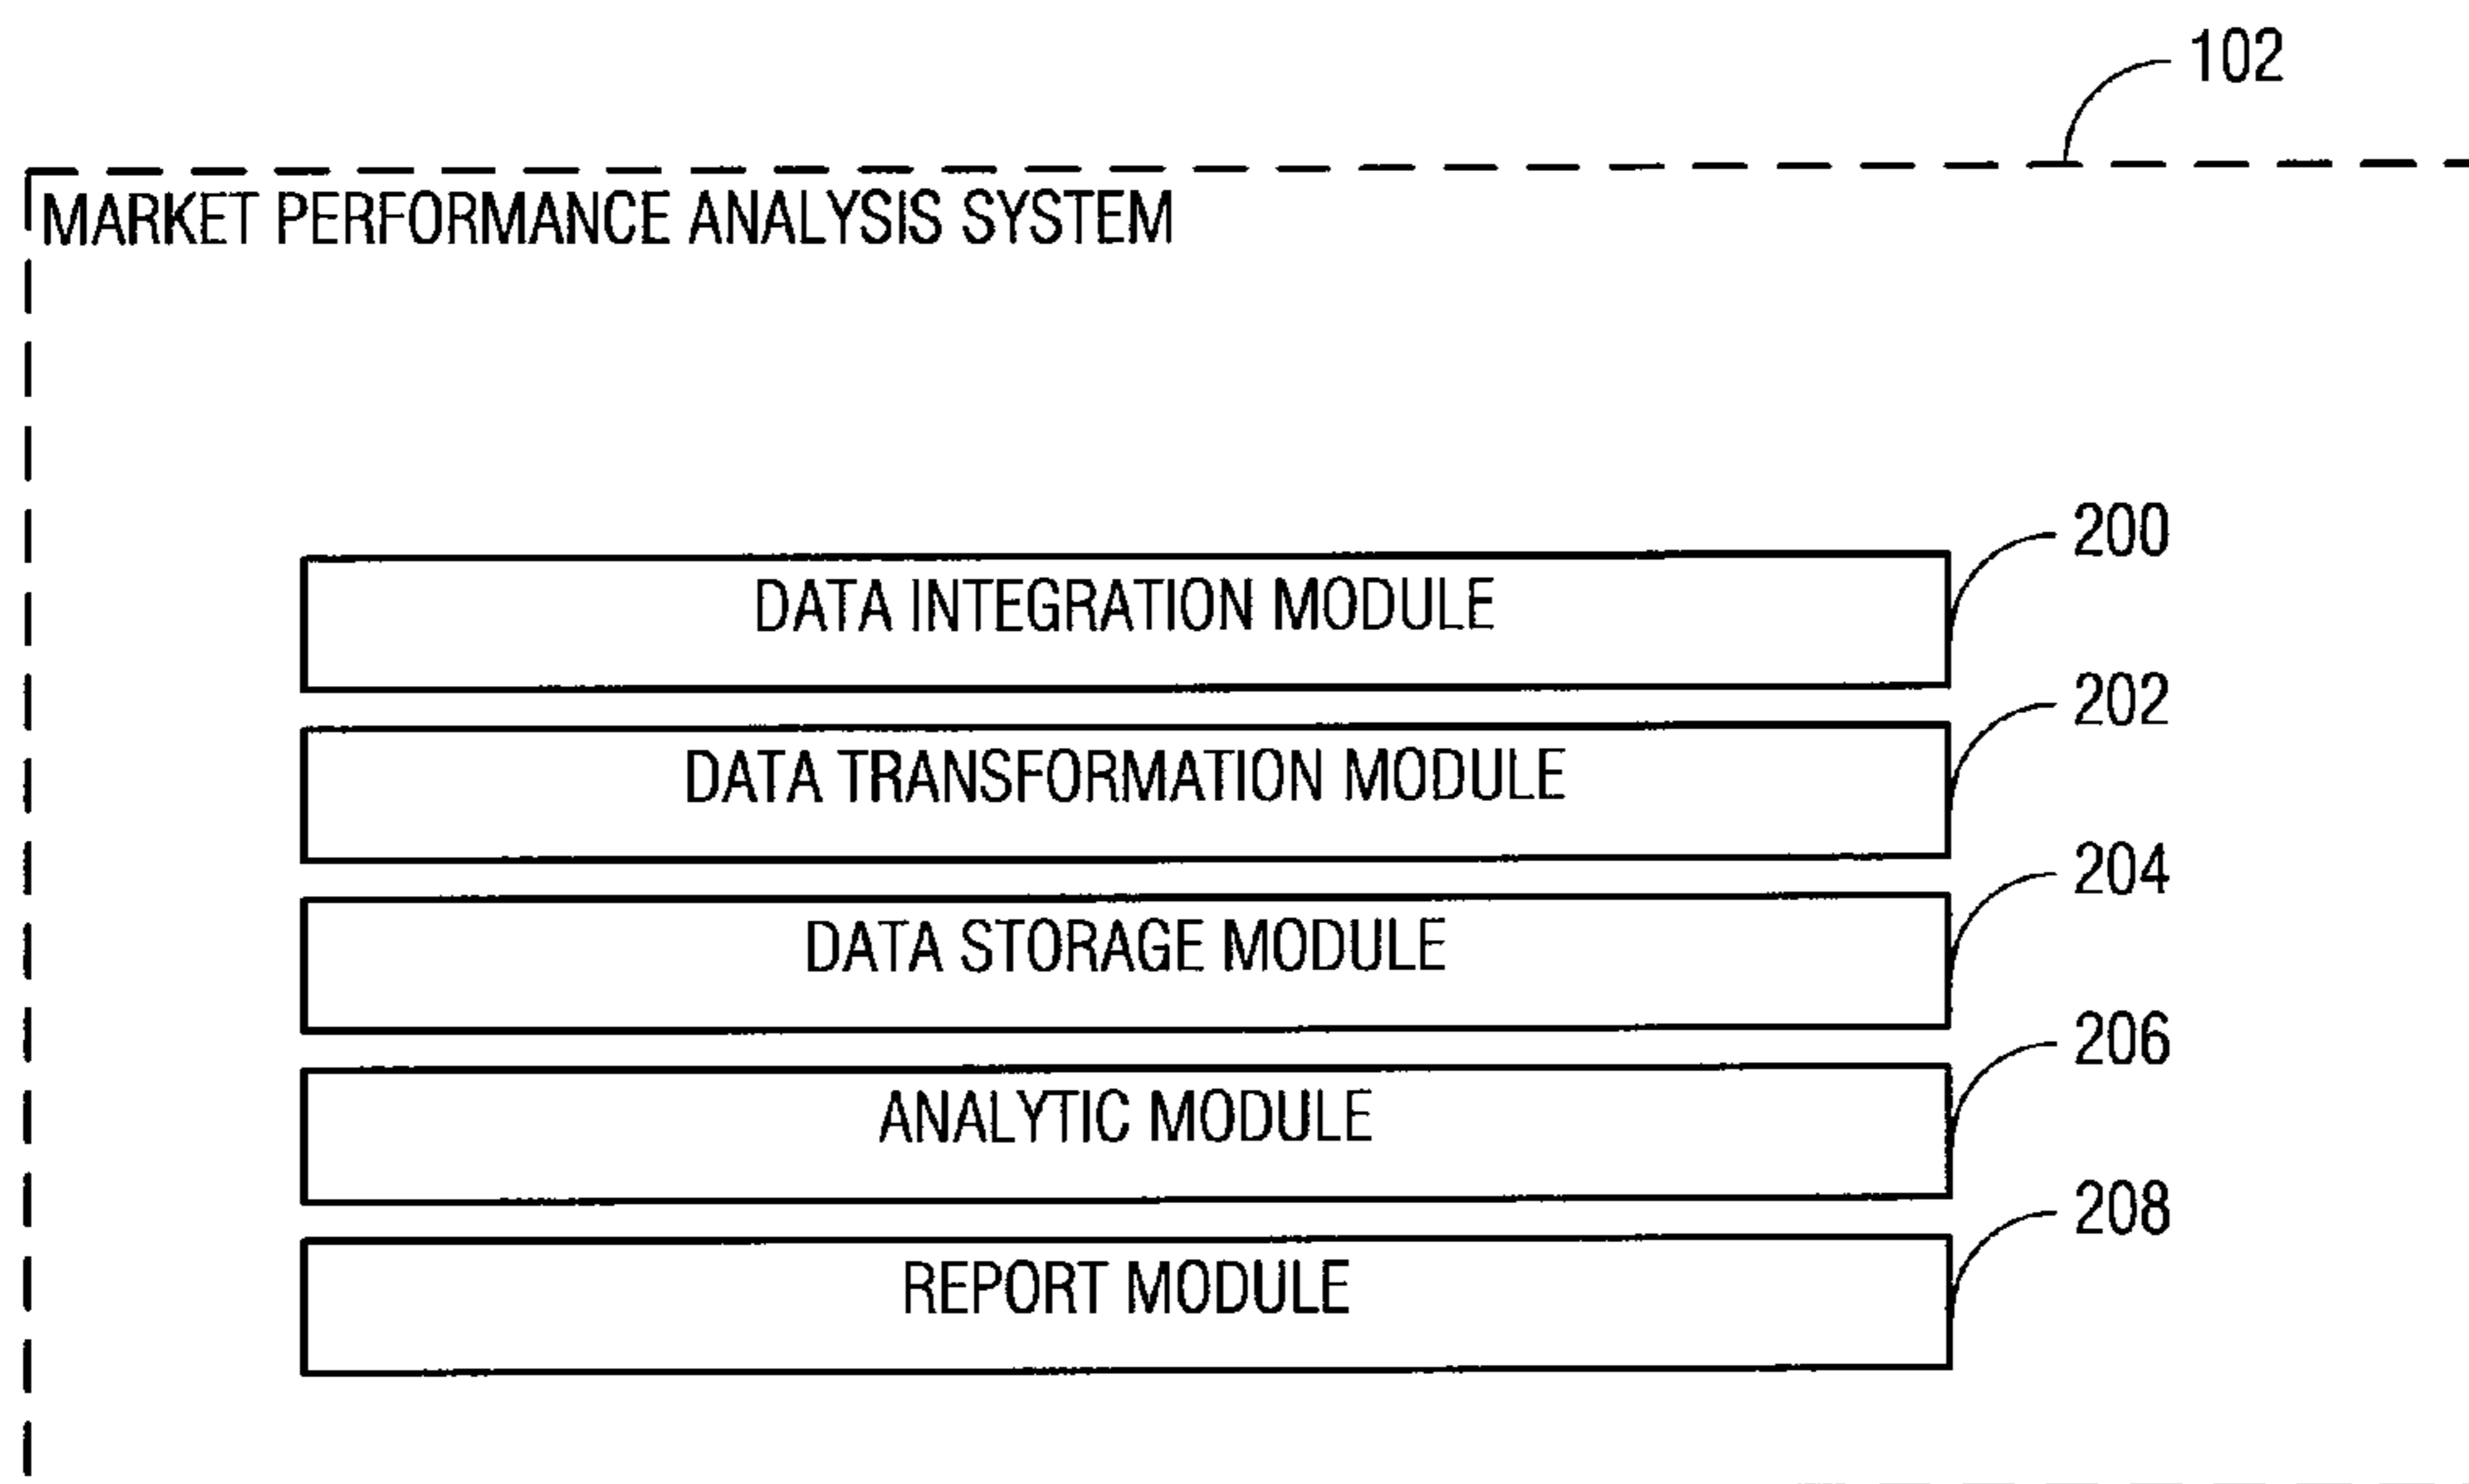 102
MARKET PERFORMANCE ANALYSIS SYSTEM
200
DATA INTEGRATION MODULE
202
DATA TRANSFORMATION MODULE
204
DATA STORAGE MODULE
206
ANALYTIC MODULE
208
REPORT MODULE